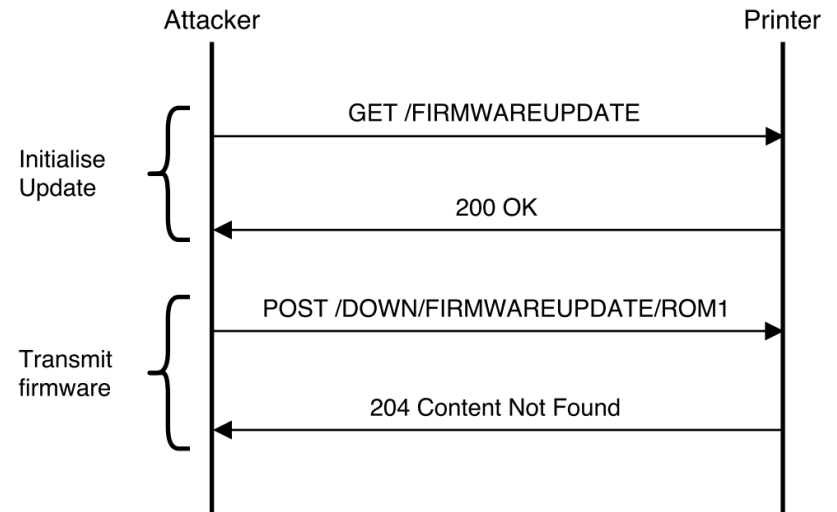 Attacker
Printer
GET /FIRMWAREUPDATE
Initialise
Update
200 OK
POST /DOWN/FIRMWAREUPDATE/ROM1
Transmit
firmware
204 Content Not Found